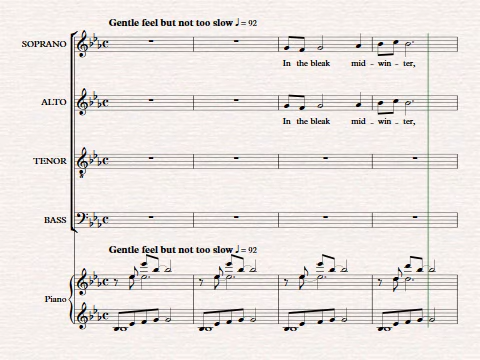 Gentle feel but not too slow ♩ = 92
SOPRANO
In the bleak mid – win – ter,
ALTO
In the bleak mid – win – ter,
TENOR
BASS
Gentle feel but not too slow ♩ = 92
Piano